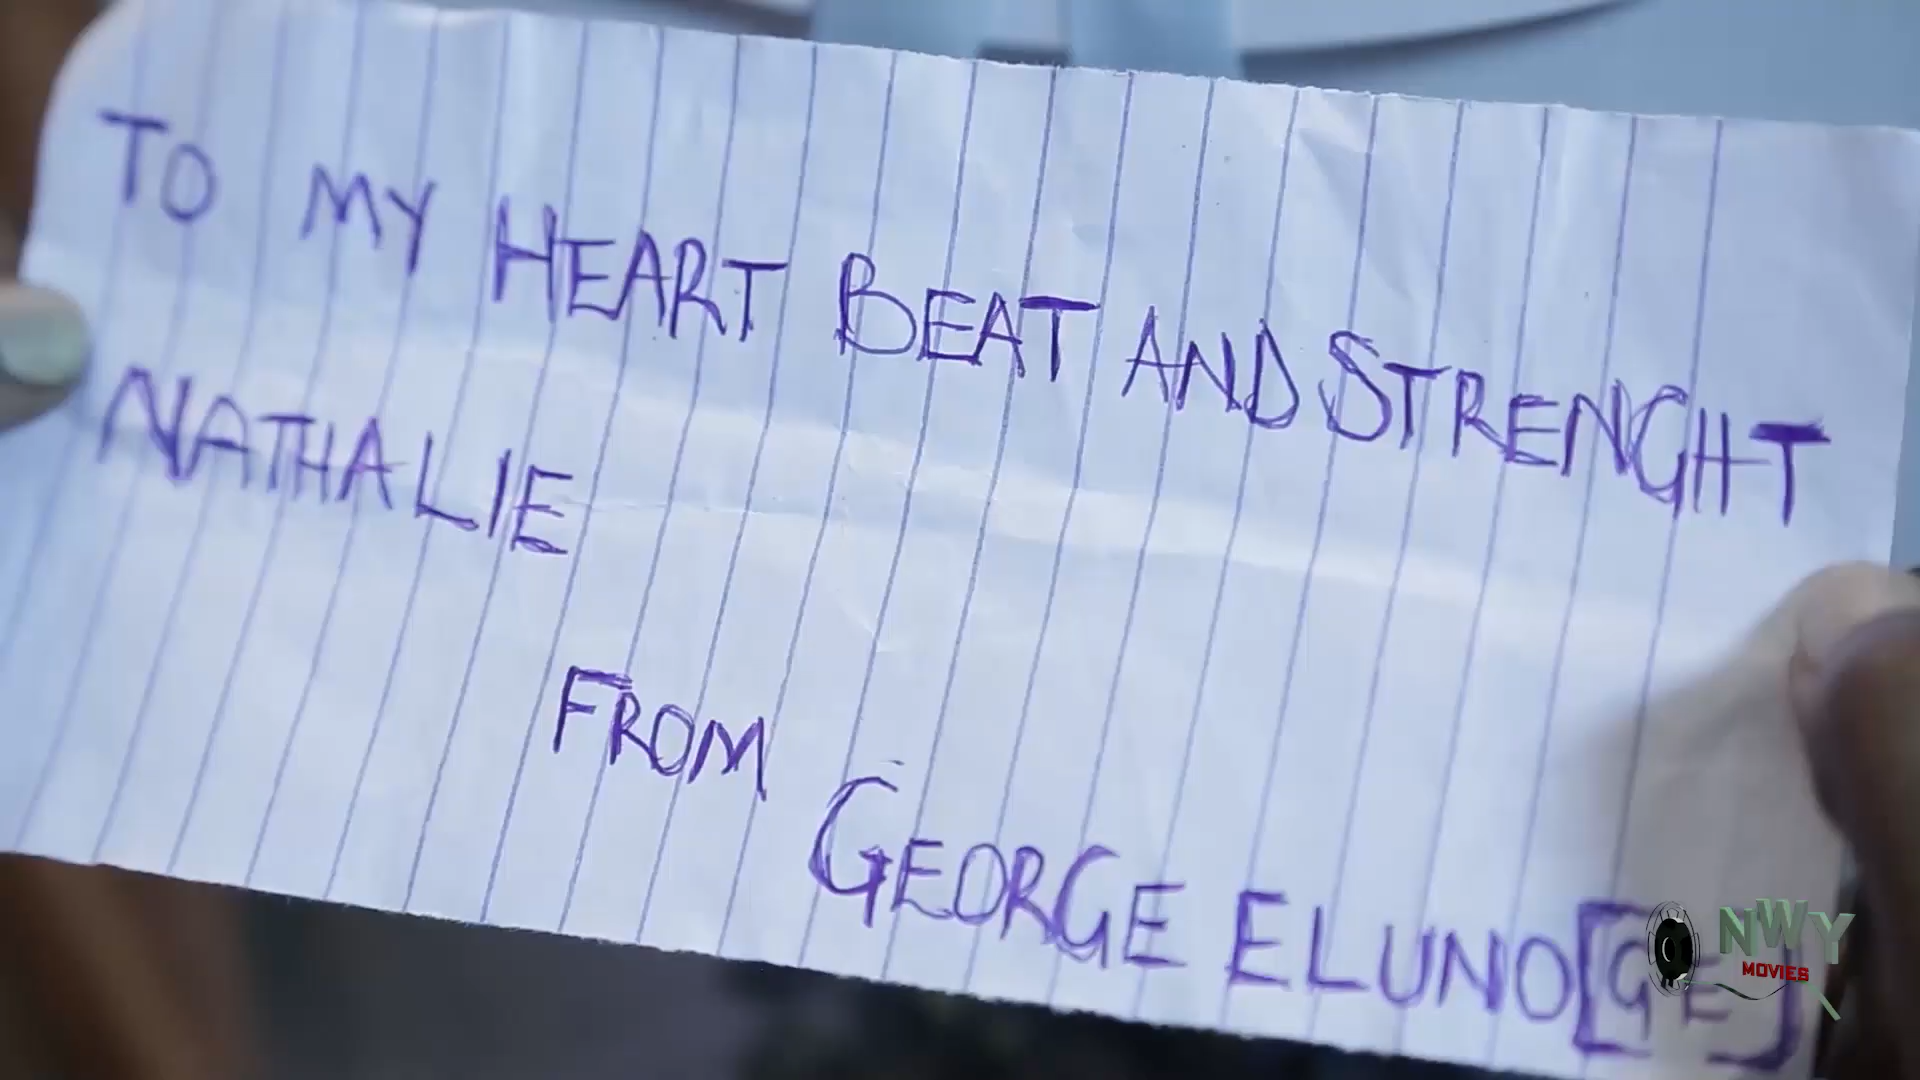 TO MY HEART BEAT AND STRENGHT
NATHALIE
FROM
GEORGE ELUNO[GE]
NWY
MOVIES